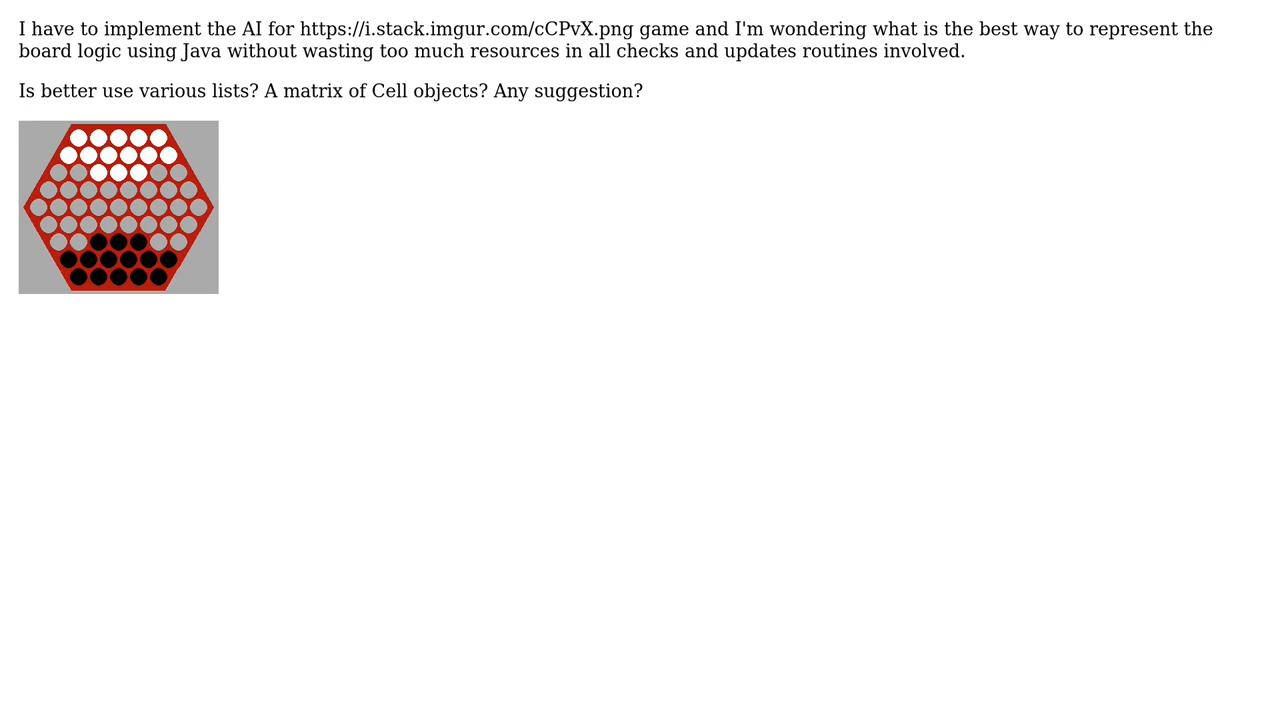 I have to implement the AI for https://i.stack.imgur.com/cCPvX.png game and I'm wondering what is the best way to represent the
board logic using Java without wasting too much resources in all checks and updates routines involved.
Is better use various lists? A matrix of Cell objects? Any suggestion?